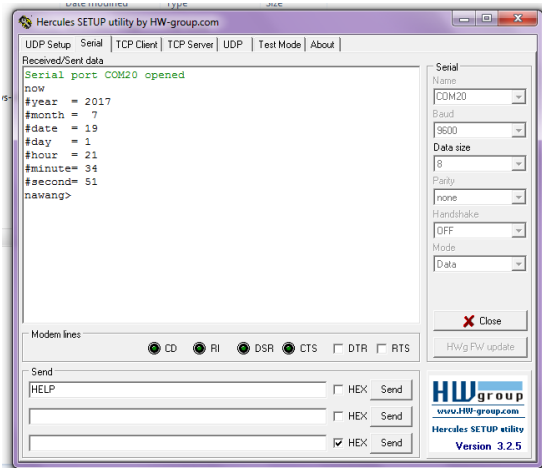 Date modified Type Size
Hercules SETUP utility by HW-group.com
UDP Setup Serial TCP Client TCP Server UDP Test Mode About
Received/Sent data
Serial port COM20 opened
now
#year = 2017
#month = 7
#date = 19
#day = 1
#hour = 21
#minute= 34
#second= 51
nawang>
Serial
Name
COM20
Baud
9600
Data size
8
Parity
none
Handshake
OFF
Mode
Data
Close
HWg FW update
Modem lines
CD RI DSR CTS DTR RTS
Send
HELP HEX Send
HEX Send
HEX Send
HW group
www.HW-group.com
Hercules SETUP utility
Version 3.2.5